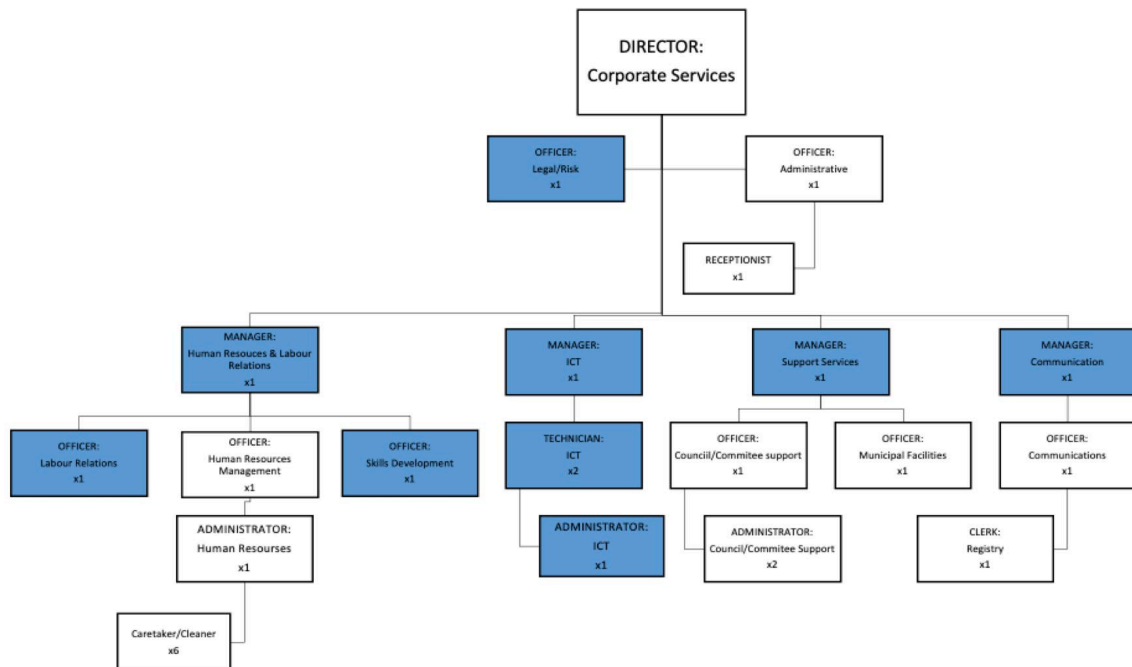 DIRECTOR:
Corporate Services
OFFICER:
Legal/Risk
x1
OFFICER:
Administrative
x1
RECEPTIONIST
x1
MANAGER:
Human Resouces & Labour
Relations
x1
MANAGER:
ICT
x1
MANAGER:
Support Services
x1
MANAGER:
Communication
x1
OFFICER:
Labour Relations
x1
OFFICER:
Human Resources
Management
x1
OFFICER:
Skills Development
x1
TECHNICIAN:
ICT
x2
OFFICER:
Ounciil/Commitee support
x1
OFFICER:
Municipal Facilities
x1
OFFICER:
Communications
x1
ADMINISTRATOR:
Human Resourses
x1
ADMINISTRATOR:
ICT
x1
ADMINISTRATOR:
Council/Commitee Support
x2
CLERK:
Registry
x1
Caretaker/Cleaner
x6